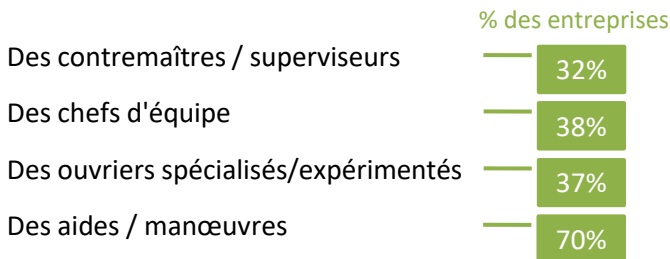 % des entreprises
Des contremaîtres / superviseurs 32%
Des chefs d'équipe 38%
Des ouvriers spécialisés/expérimentés 37%
Des aides / manœuvres 70%